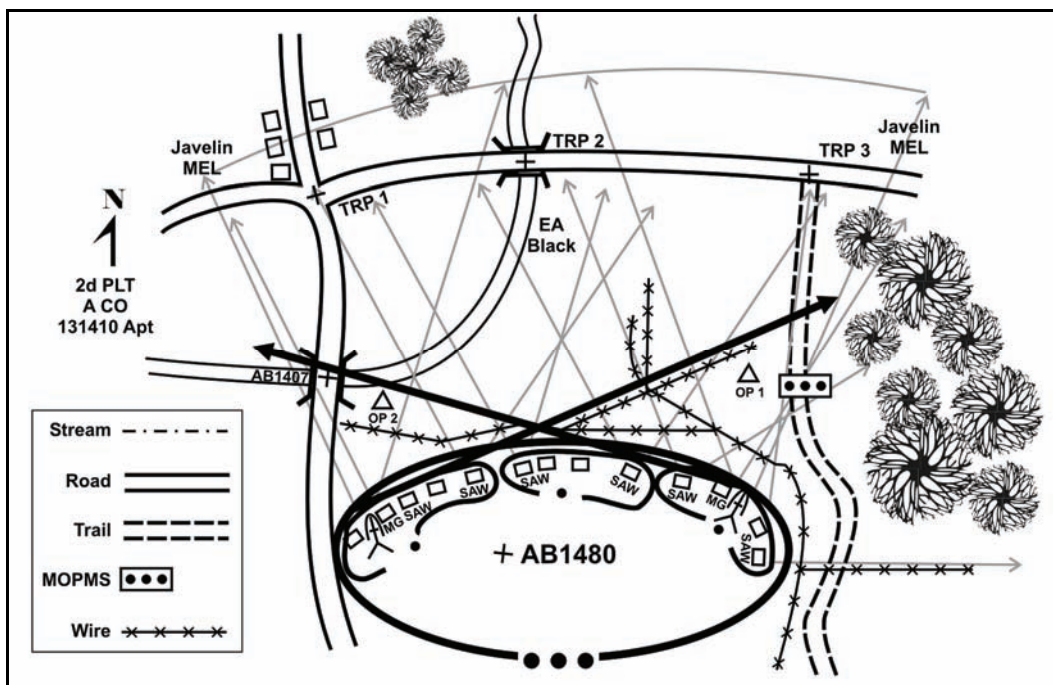 Javelin
MEL
TRP 2
Javelin
MEL
TRP 3
TRP 1
N
EA
Black
2d PLT
A CO
131410 Apt
AB1407
OP 2
OP 1
Stream
Road
Trail
MOPMS
Wire
MG
SAW
SAW
SAW
SAW
SAW
MG
SAW
AB1480